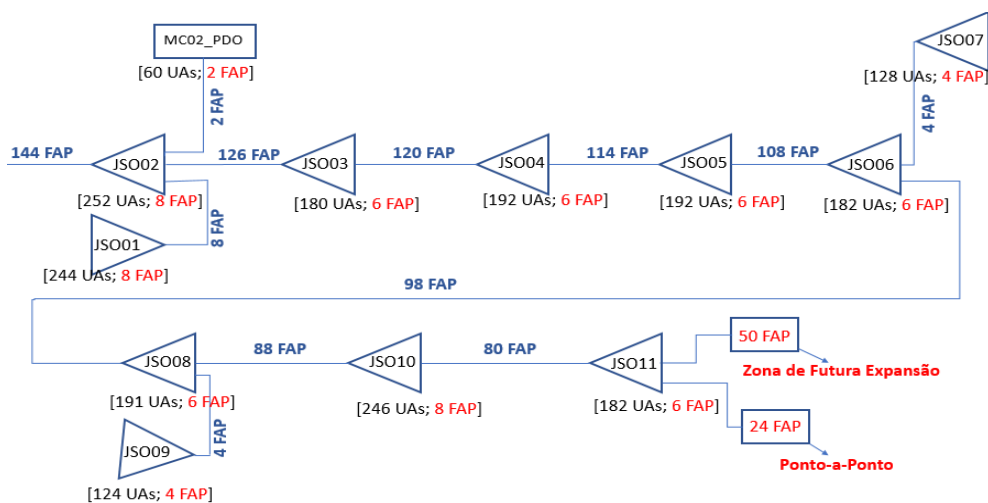 MC02_PDO
[60 UAs; 2 FAP]
2 FAP
JSO07
[128 UAs; 4 FAP]
4 FAP
144 FAP
JSO02
[252 UAs; 8 FAP]
126 FAP
JSO03
[180 UAs; 6 FAP]
120 FAP
JSO04
[192 UAs; 6 FAP]
114 FAP
JSO05
[192 UAs; 6 FAP]
108 FAP
JSO06
[182 UAs; 6 FAP]
8 FAP
JSO01
[244 UAs; 8 FAP]
98 FAP
JSO08
[191 UAs; 6 FAP]
88 FAP
JSO10
[246 UAs; 8 FAP]
80 FAP
JSO11
[182 UAs; 6 FAP]
50 FAP
Zona de Futura Expansão
24 FAP
Ponto-a-Ponto
4 FAP
JSO09
[124 UAs; 4 FAP]